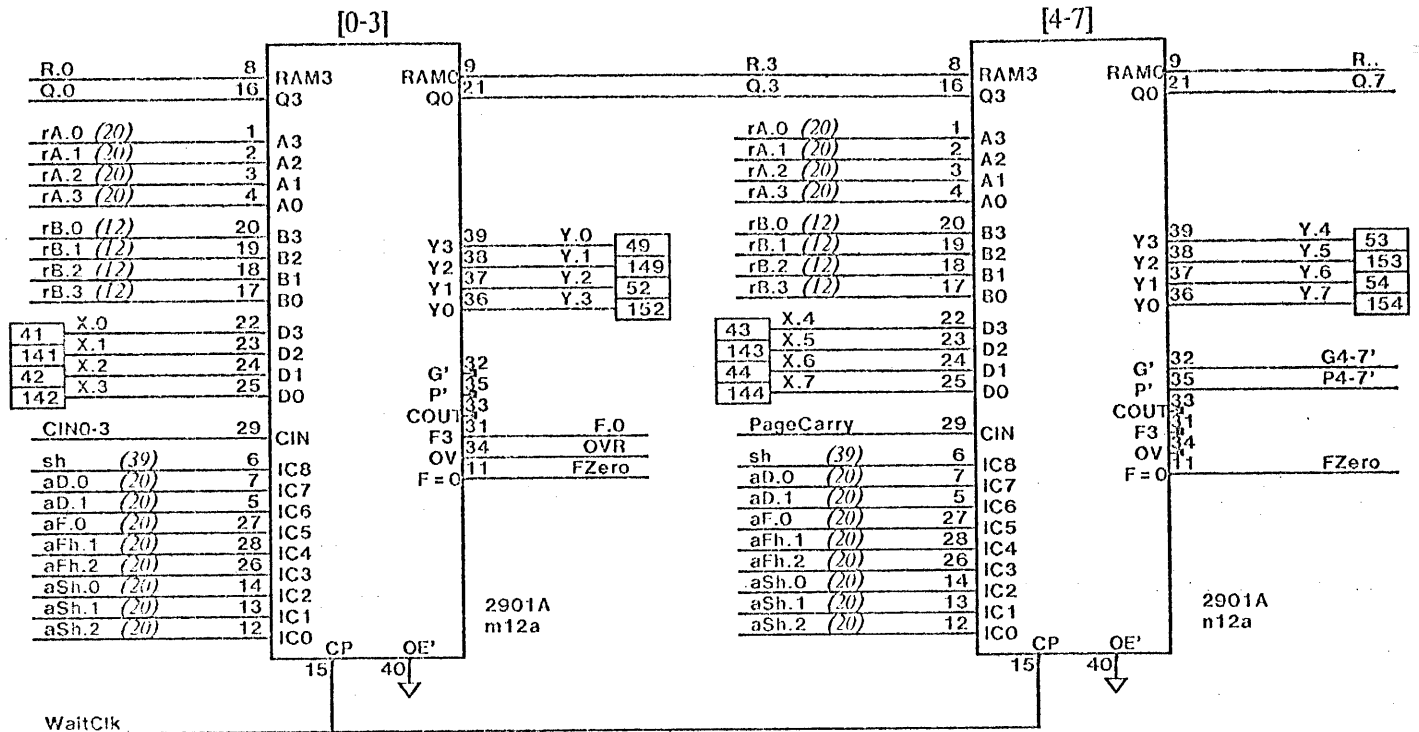 [0-3]
[4-7]
R.0 8 RAM3 RAM0 9 R.3 8 RAM3 RAM0 9 R..
Q.0 16 Q3 Q0 21 Q.3 16 Q3 Q0 21 Q.7
rA.0 (20) 1 A3 rA.0 (20) 1 A3
rA.1 (20) 2 A2 rA.1 (20) 2 A2
rA.2 (20) 3 A1 rA.2 (20) 3 A1
rA.3 (20) 4 A0 rA.3 (20) 4 A0
rB.0 (12) 20 B3 Y3 39 Y.0 49 rB.0 (12) 20 B3 Y3 39 Y.4 53
rB.1 (12) 19 B2 Y2 38 Y.1 149 rB.1 (12) 19 B2 Y2 38 Y.5 153
rB.2 (12) 18 B1 Y1 37 Y.2 52 rB.2 (12) 18 B1 Y1 37 Y.6 54
rB.3 (12) 17 B0 Y0 36 Y.3 152 rB.3 (12) 17 B0 Y0 36 Y.7 154
41 X.0 22 D3 43 X.4 22 D3
141 X.1 23 D2 143 X.5 23 D2
42 X.2 24 D1 G' 32 44 X.6 24 D1 G' 32 G4-7'
142 X.3 25 D0 P' 35 144 X.7 25 D0 P' 35 P4-7'
COUT 33 COUT 33
CIN0-3 29 CIN F3 31 F.0 PageCarry 29 CIN F3 31
sh (39) 6 IC8 OV 34 OVR sh (39) 6 IC8 OV 34
aD.0 (20) 7 IC7 F=0 11 FZero aD.0 (20) 7 IC7 F=0 11 FZero
aD.1 (20) 5 IC6 aD.1 (20) 5 IC6
aF.0 (20) 27 IC5 aF.0 (20) 27 IC5
aFh.1 (20) 28 IC4 aFh.1 (20) 28 IC4
aFh.2 (20) 26 IC3 aFh.2 (20) 26 IC3
aSh.0 (20) 14 IC2 aSh.0 (20) 14 IC2
aSh.1 (20) 13 IC1 2901A aSh.1 (20) 13 IC1 2901A
aSh.2 (20) 12 IC0 m12a aSh.2 (20) 12 IC0 n12a
CP OE' CP OE'
15 40 15 40
WaitClk